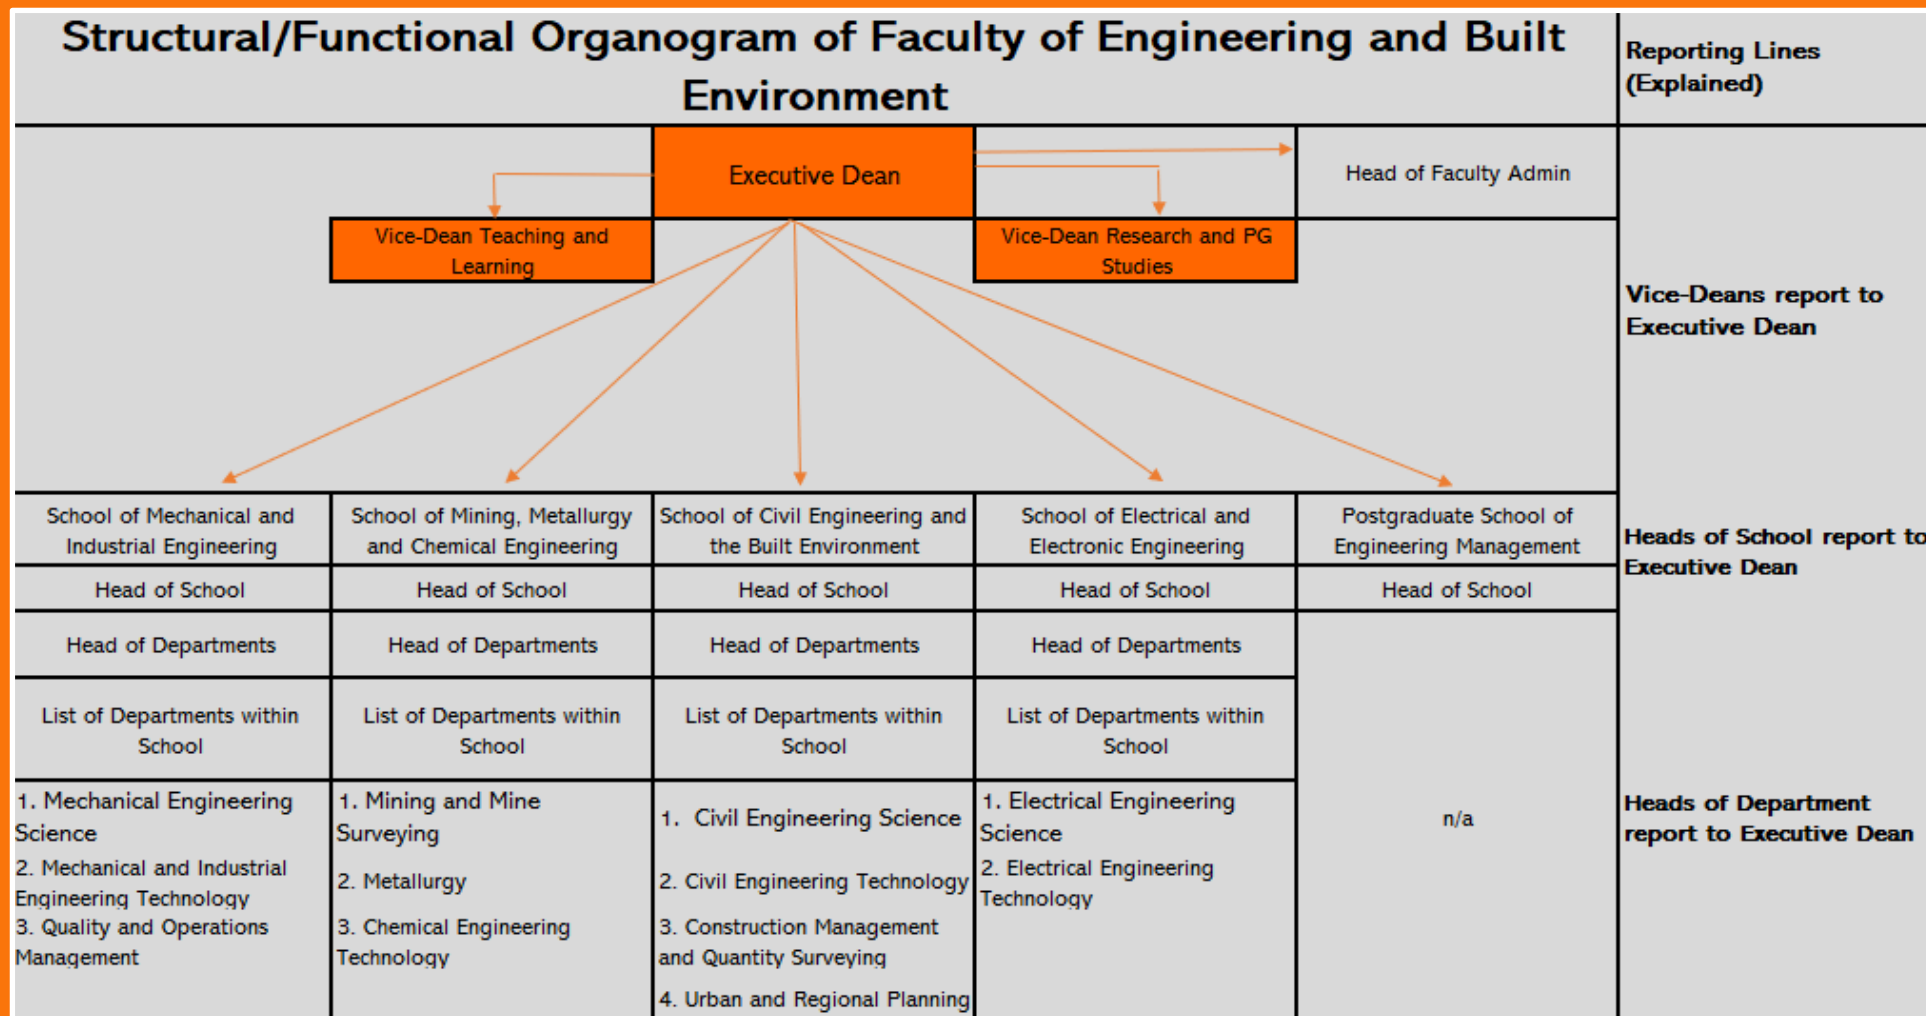 Structural/Functional Organogram of Faculty of Engineering and Built
Environment
Reporting Lines
(Explained)
Executive Dean
Head of Faculty Admin
Vice-Dean Teaching and
Learning
Vice-Dean Research and PG
Studies
Vice-Deans report to
Executive Dean
School of Mechanical and
Industrial Engineering
School of Mining, Metallurgy
and Chemical Engineering
School of Civil Engineering and
the Built Environment
School of Electrical and
Electronic Engineering
Postgraduate School of
Engineering Management
Heads of School report to
Executive Dean
Head of School
Head of School
Head of School
Head of School
Head of School
Head of Departments
Head of Departments
Head of Departments
Head of Departments
List of Departments within
School
List of Departments within
School
List of Departments within
School
List of Departments within
School
1. Mechanical Engineering
Science
2. Mechanical and Industrial
Engineering Technology
3. Quality and Operations
Management
1. Mining and Mine
Surveying
2. Metallurgy
3. Chemical Engineering
Technology
1. Civil Engineering Science
2. Civil Engineering Technology
3. Construction Management
and Quantity Surveying
4. Urban and Regional Planning
1. Electrical Engineering
Science
2. Electrical Engineering
Technology
n/a
Heads of Department
report to Executive Dean